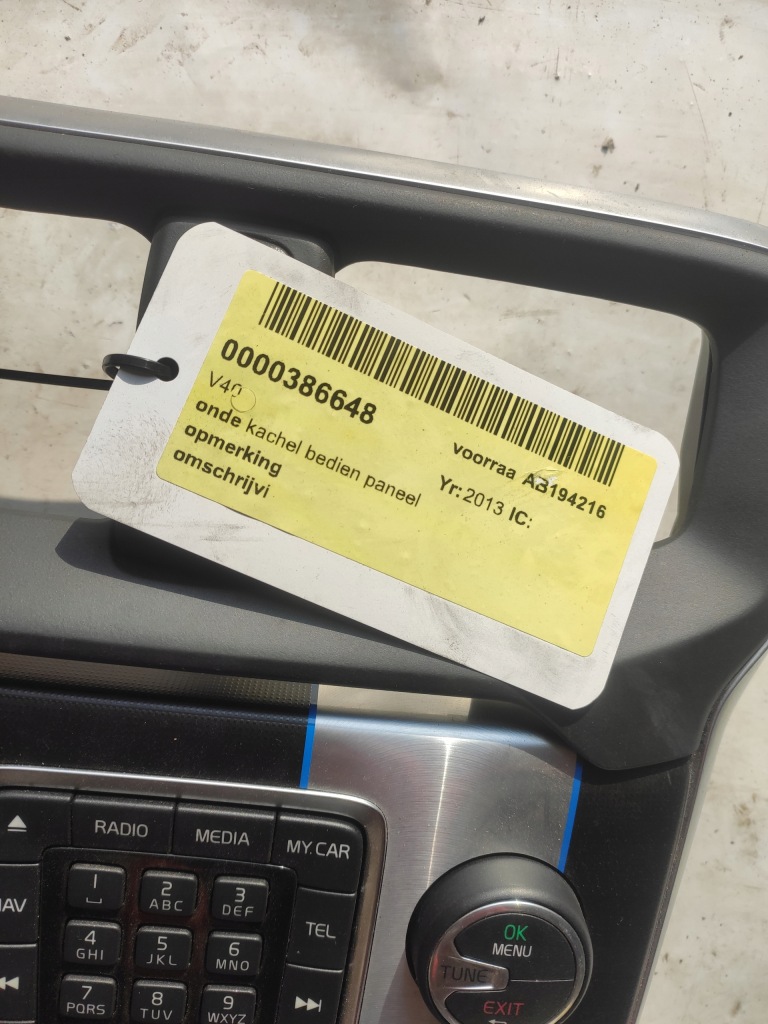 0000386648
V40
voorraa AB194216
onde kachel bedien paneel
Yr: 2013 IC:
opmerking
omschrijvi
RADIO
MEDIA
MY CAR
1
2
ABC
3
DEF
TEL
4
GHI
5
JKL
6
MNO
7
PQRS
8
TUV
9
WXYZ
OK
MENU
TUNE
EXIT